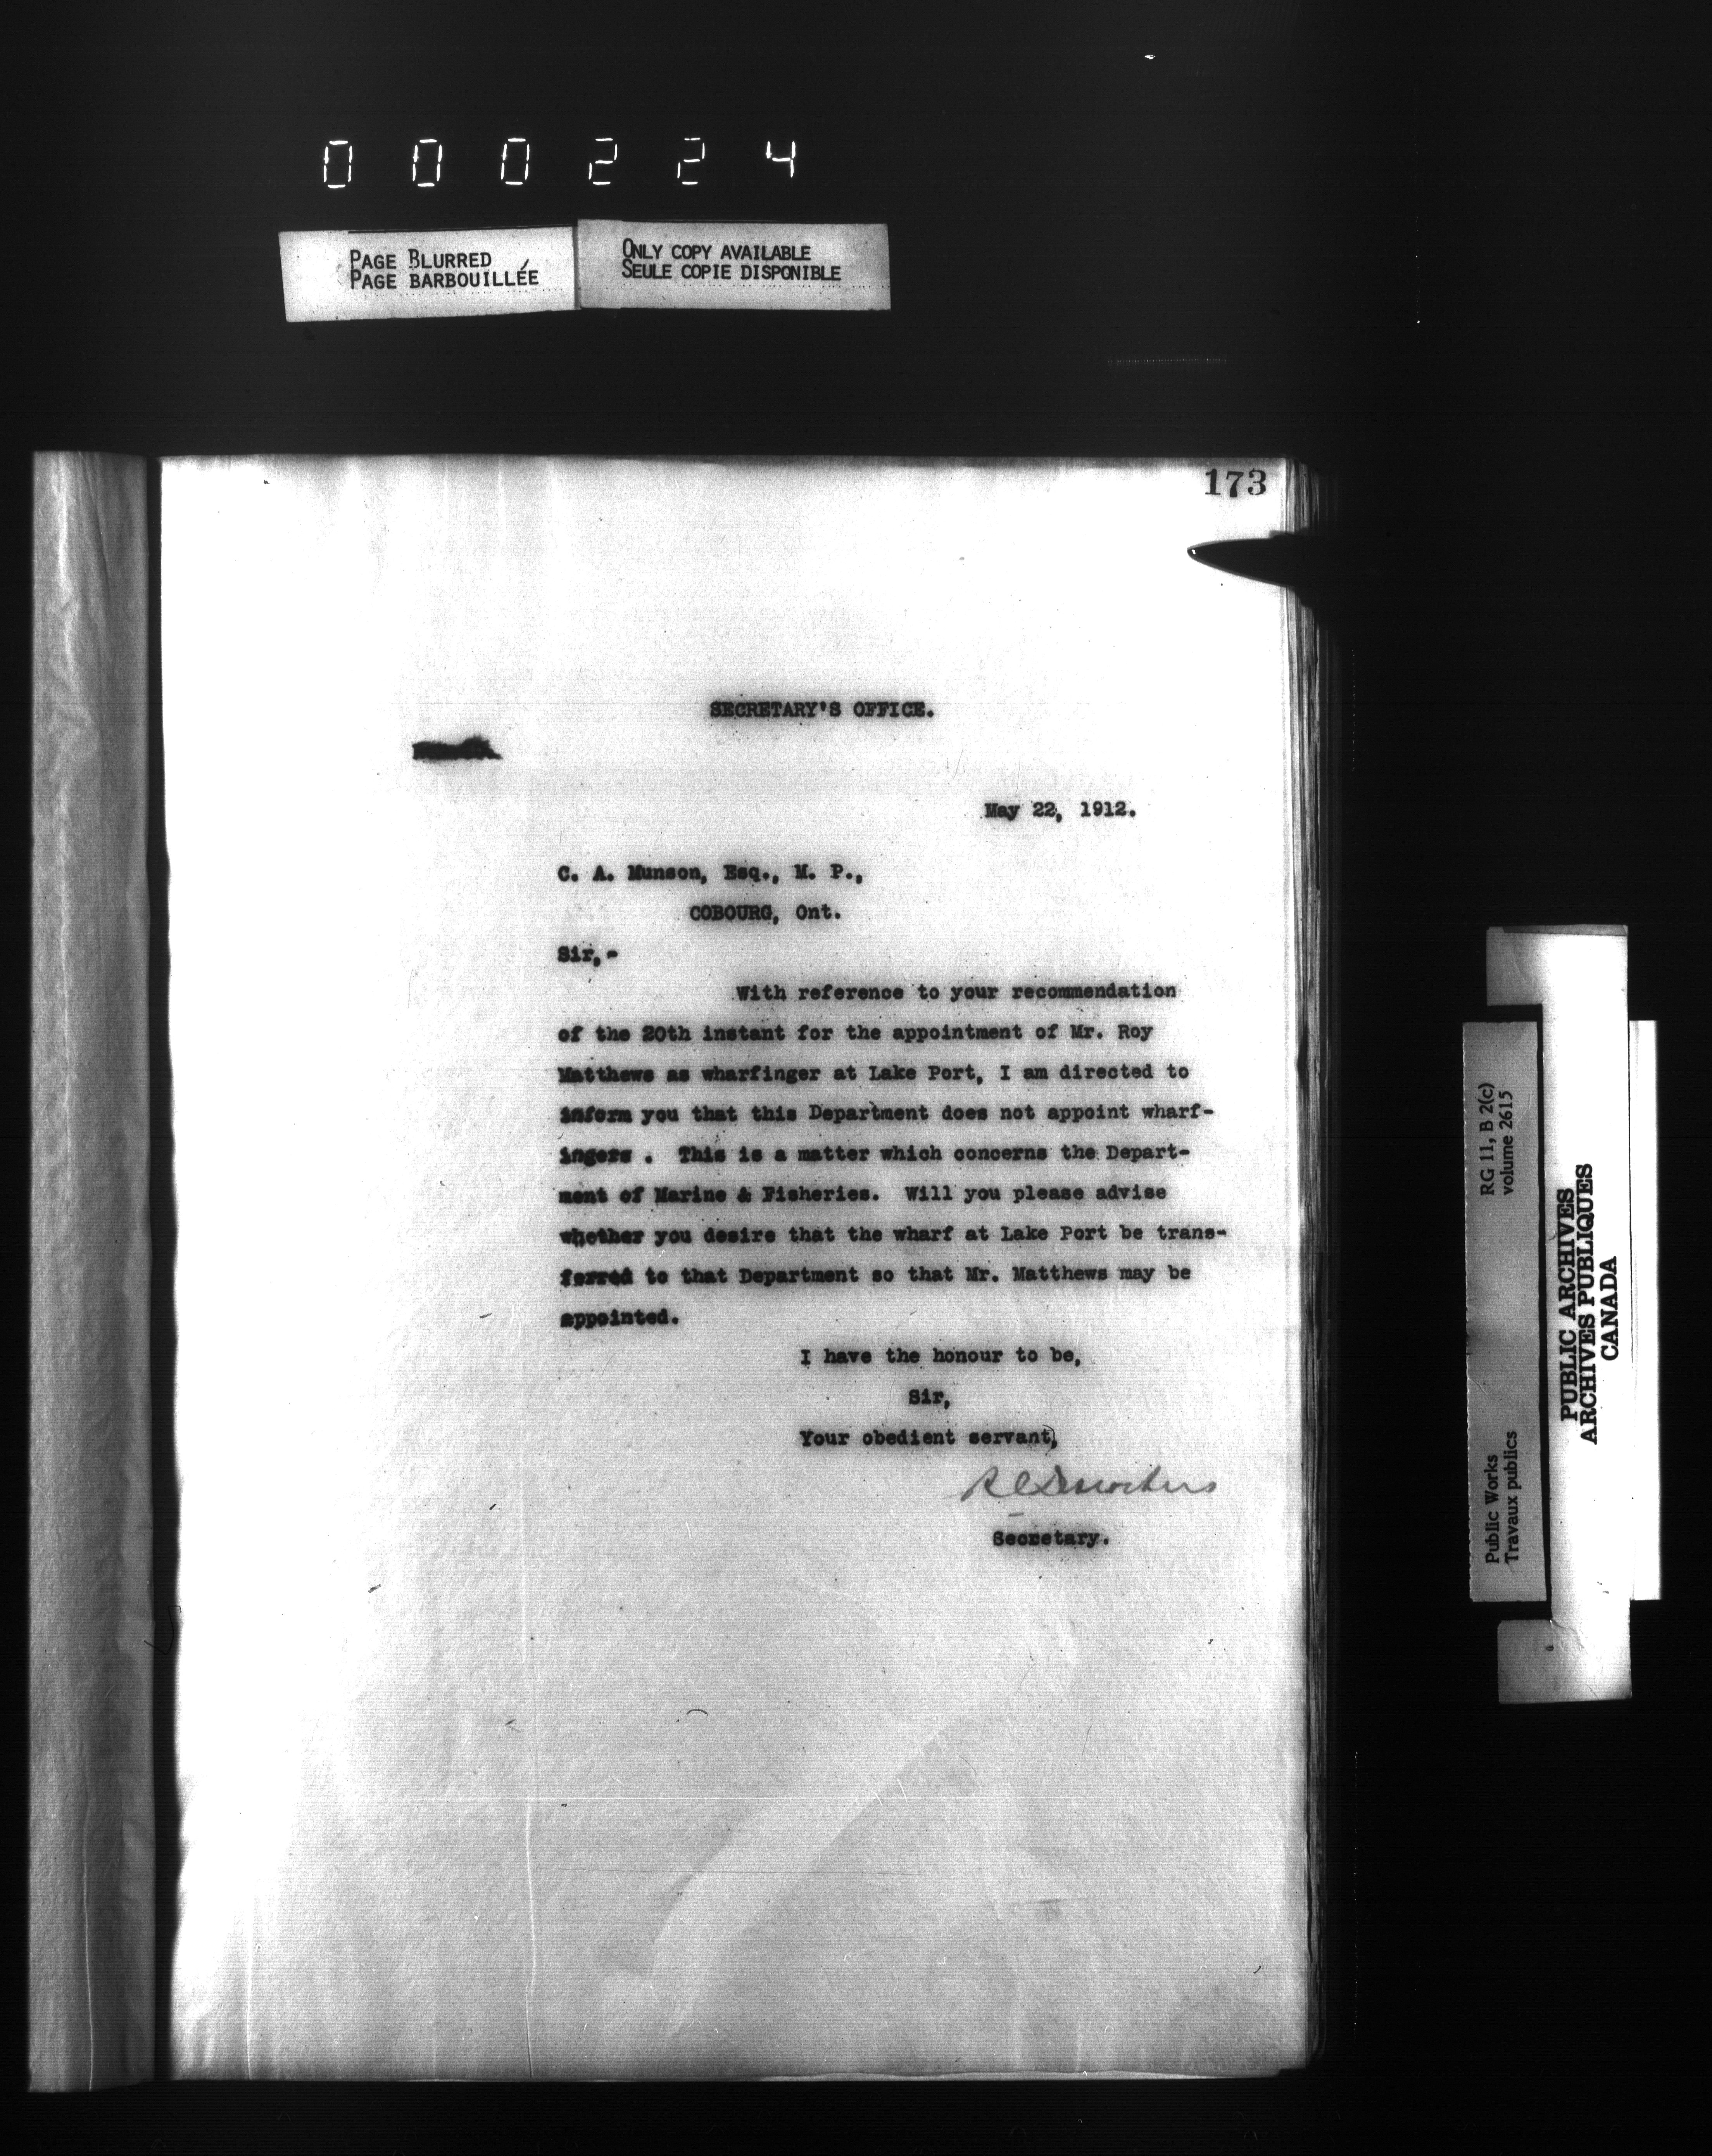 000224
PAGE BLURRED
PAGE BARBOUILLÉE
ONLY COPY AVAILABLE
SEULE COPIE DISPONIBLE
173
SECRETARY'S OFFICE.
May 22, 1912.
C. A. Munson, Esq., M. P.,
COBOURG, Ont.
Sir,-
With reference to your recommendation
of the 20th instant for the appointment of Mr. Roy
Matthews as wharfinger at Lake Port, I am directed to
inform you that this Department does not appoint wharf-
ingers . This is a matter which concerns the Depart-
ment of Marine & Fisheries. Will you please advise
whether you desire that the wharf at Lake Port be trans-
ferred to that Department so that Mr. Matthews may be
appointed.
I have the honour to be,
Sir,
Your obedient servant,
Secretary.
RG 11, B 2(c)
volume 2615
Public Works
Travaux publics
PUBLIC ARCHIVES
ARCHIVES PUBLIQUES
CANADA